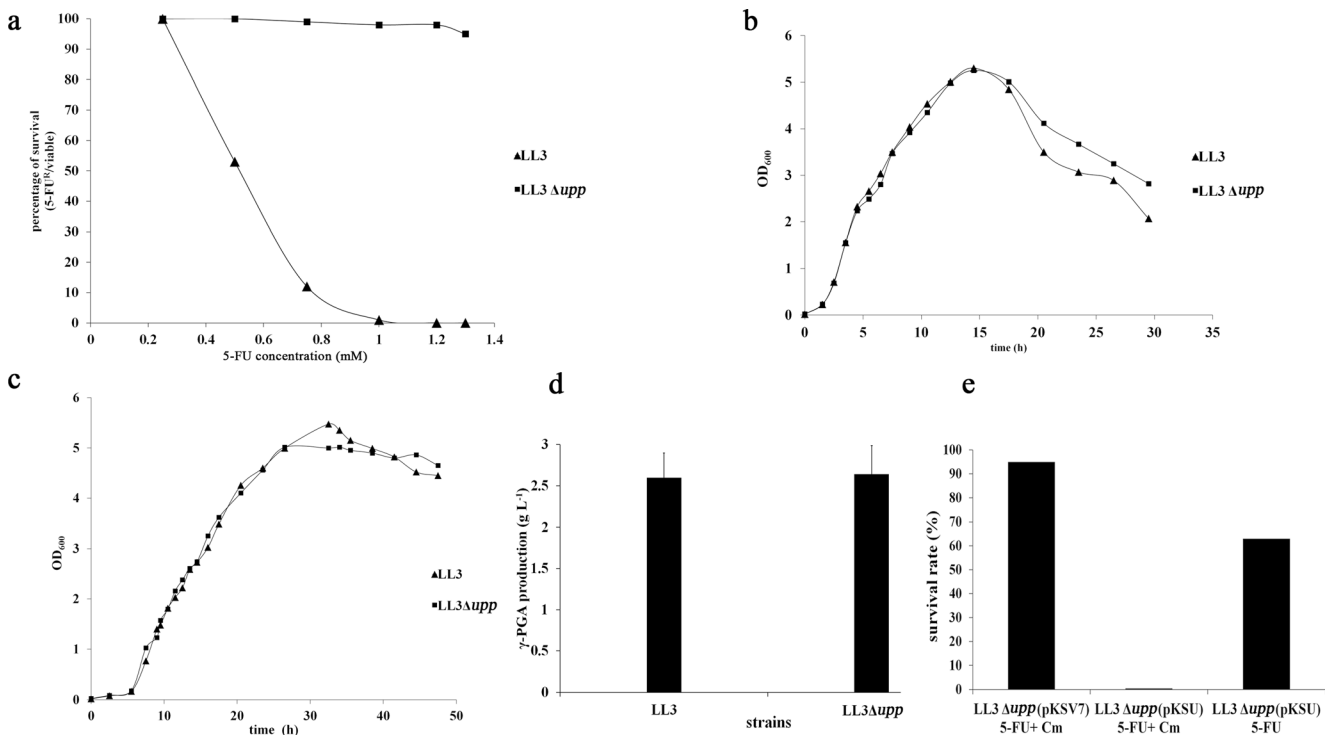 a
100
90
80
70
60
50
40
30
20
10
0
percentage of survival
(5-FUᴿ/viable)
0
0.2
0.4
0.6
0.8
1
1.2
1.4
5-FU concentration (mM)
LL3
LL3 Δupp
b
6
5
4
3
2
1
0
OD₆₀₀
0
5
10
15
20
25
30
35
time (h)
LL3
LL3 Δupp
c
6
5
4
3
2
1
0
OD₆₀₀
0
10
20
30
40
50
time (h)
LL3
LL3Δupp
d
3
2.5
2
1.5
1
0.5
0
γ-PGA production (g L⁻¹)
LL3
LL3Δupp
strains
e
100
90
80
70
60
50
40
30
20
10
0
survival rate (%)
LL3 Δupp(pKSV7) LL3 Δupp(pKSU) LL3 Δupp(pKSU)
5-FU+ Cm 5-FU+ Cm 5-FU